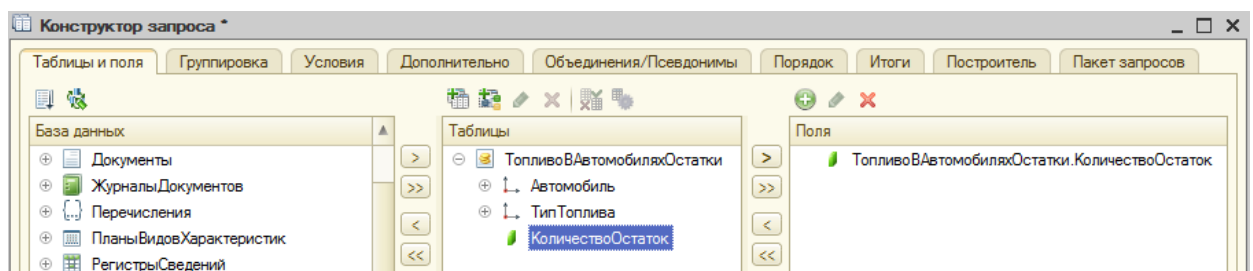 Конструктор запроса *
Таблицы и поля Группировка Условия Дополнительно Объединения/Псевдонимы Порядок Итоги Построитель Пакет запросов
База данных
Документы
ЖурналыДокументов
Перечисления
ПланыВидовХарактеристик
РегистрыСведений
> >> < <<
Таблицы
ТопливоВАвтомобиляхОстатки
Автомобиль
ТипТоплива
КоличествоОстаток
> >> < <<
Поля
ТопливоВАвтомобиляхОстатки.КоличествоОстаток